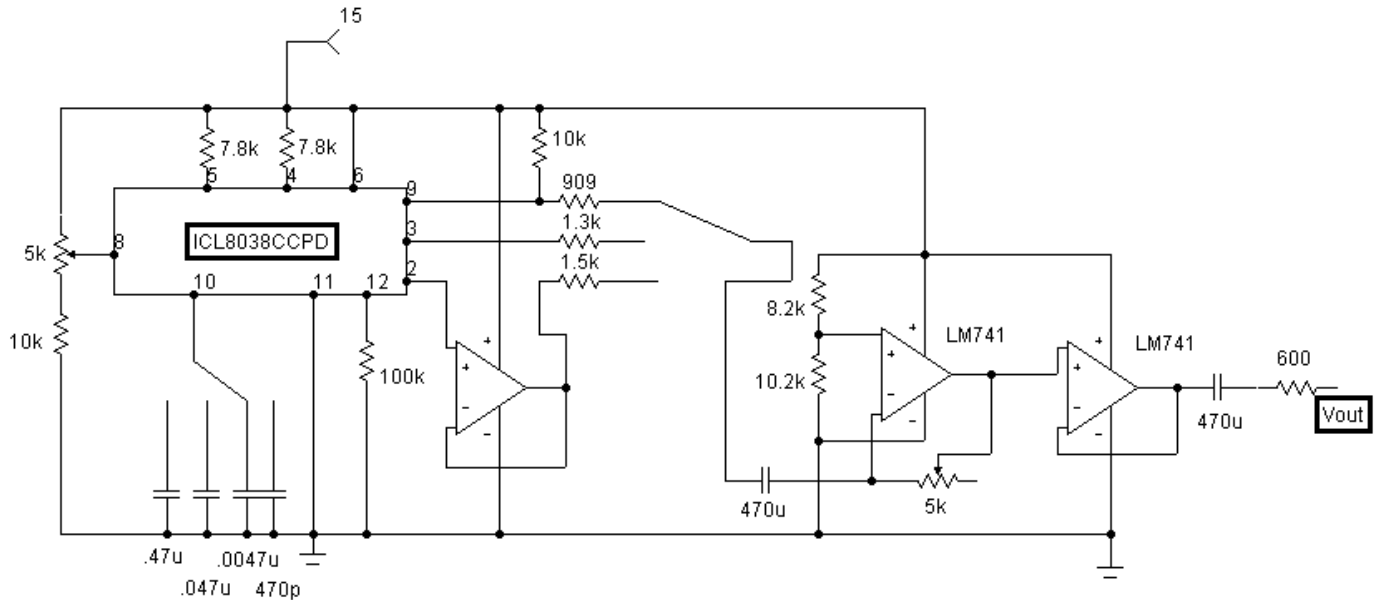 15
7.8k
7.8k
10k
5
4
6
9
909
8
ICL8038CCPD
3
1.3k
5k
2
1.5k
10
11
12
8.2k
+
+
LM741
+
LM741
10k
100k
+
-
-
10.2k
+
-
-
+
-
-
600
470u
Vout
470u
5k
.47u
.0047u
.047u
470p